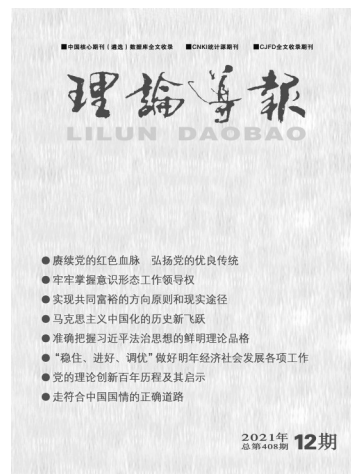 ■中国核心期刊(遴选)数据库全文收录 ■CNKI统计源期刊 ■CJFD全文收录期刊
理論導報
LILUN DAOBAO
●赓续党的红色血脉 弘扬党的优良传统
●牢牢掌握意识形态工作领导权
●实现共同富裕的方向原则和现实途径
●马克思主义中国化的历史新飞跃
●准确把握习近平法治思想的鲜明理论品格
●“稳住、进好、调优”做好明年经济社会发展各项工作
●党的理论创新百年历程及其启示
●走符合中国国情的正确道路
2021年
总第408期 12期